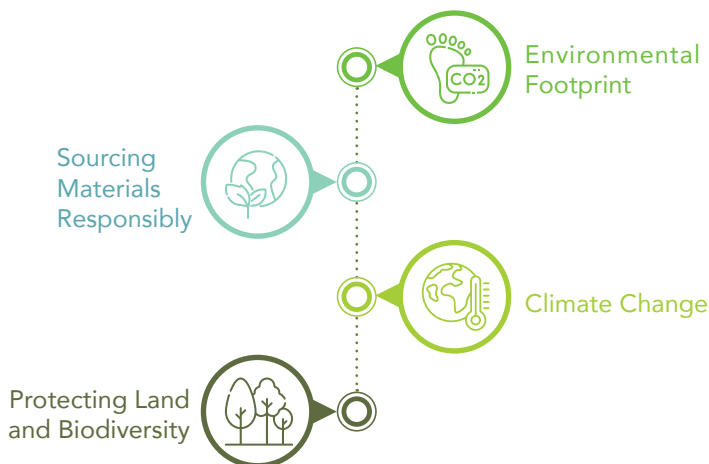 Environmental
Footprint
CO2
Sourcing
Materials
Responsibly
Climate Change
Protecting Land
and Biodiversity